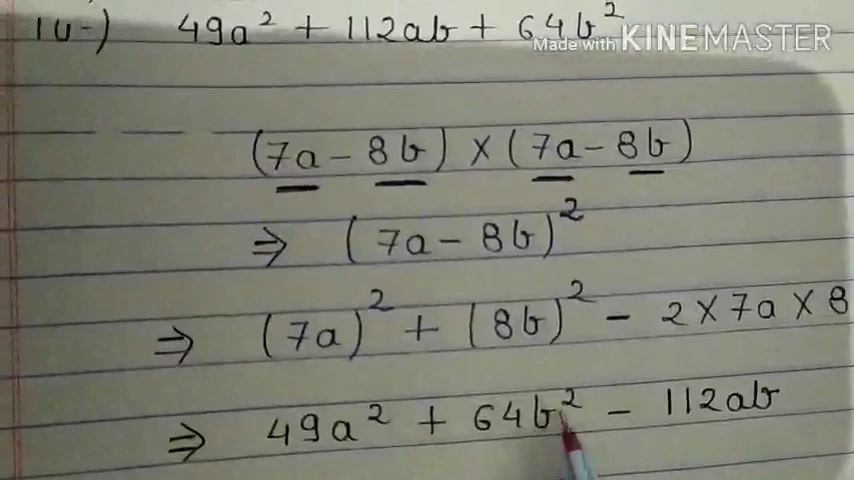 iv-) 49a² + 112ab + 64b²
Made with KINEMASTER
(7a - 8b) × (7a - 8b)
⇒ (7a - 8b)²
⇒ (7a)² + (8b)² - 2 × 7a × 8
⇒ 49a² + 64b² - 112ab